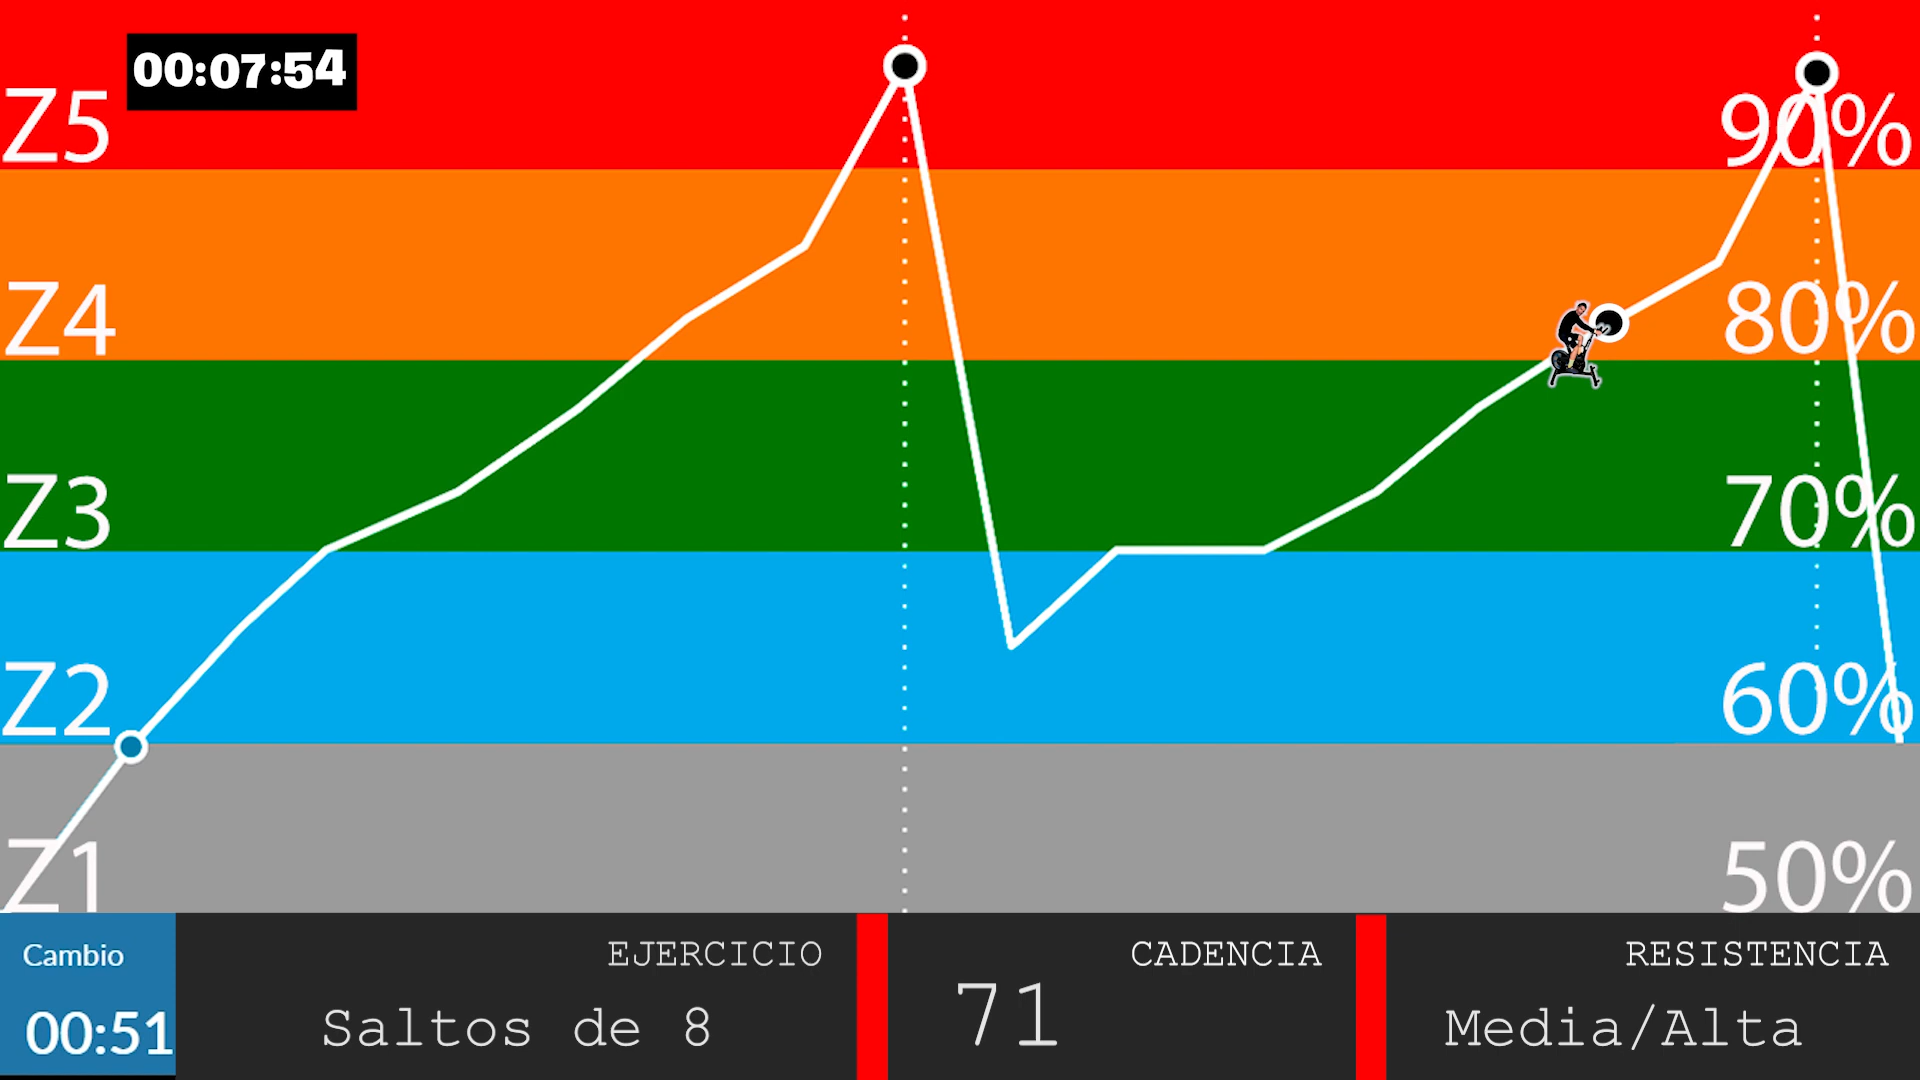 00:07:54
Z5
90%
Z4
80%
Z3
70%
Z2
60%
Z1
50%
Cambio
00:51
EJERCICIO
Saltos de 8
CADENCIA
71
RESISTENCIA
Media/Alta